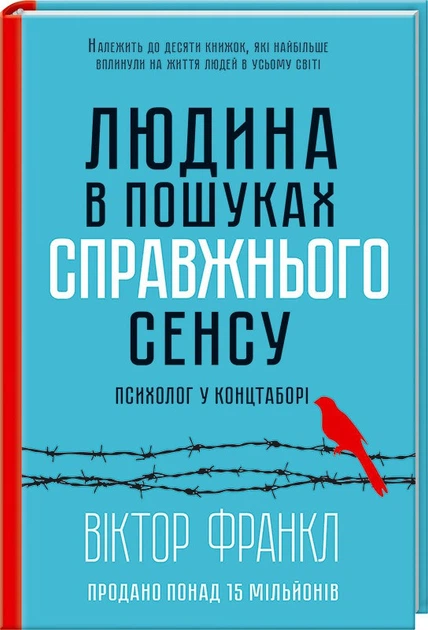 Належить до десяти книжок, які найбільше
вплинули на життя людей в усьому світі
ЛЮДИНА
В ПОШУКАХ
СПРАВЖНЬОГО
СЕНСУ
ПСИХОЛОГ У КОНЦТАБОРІ
ВІКТОР ФРАНКЛ
ПРОДАНО ПОНАД 15 МІЛЬЙОНІВ